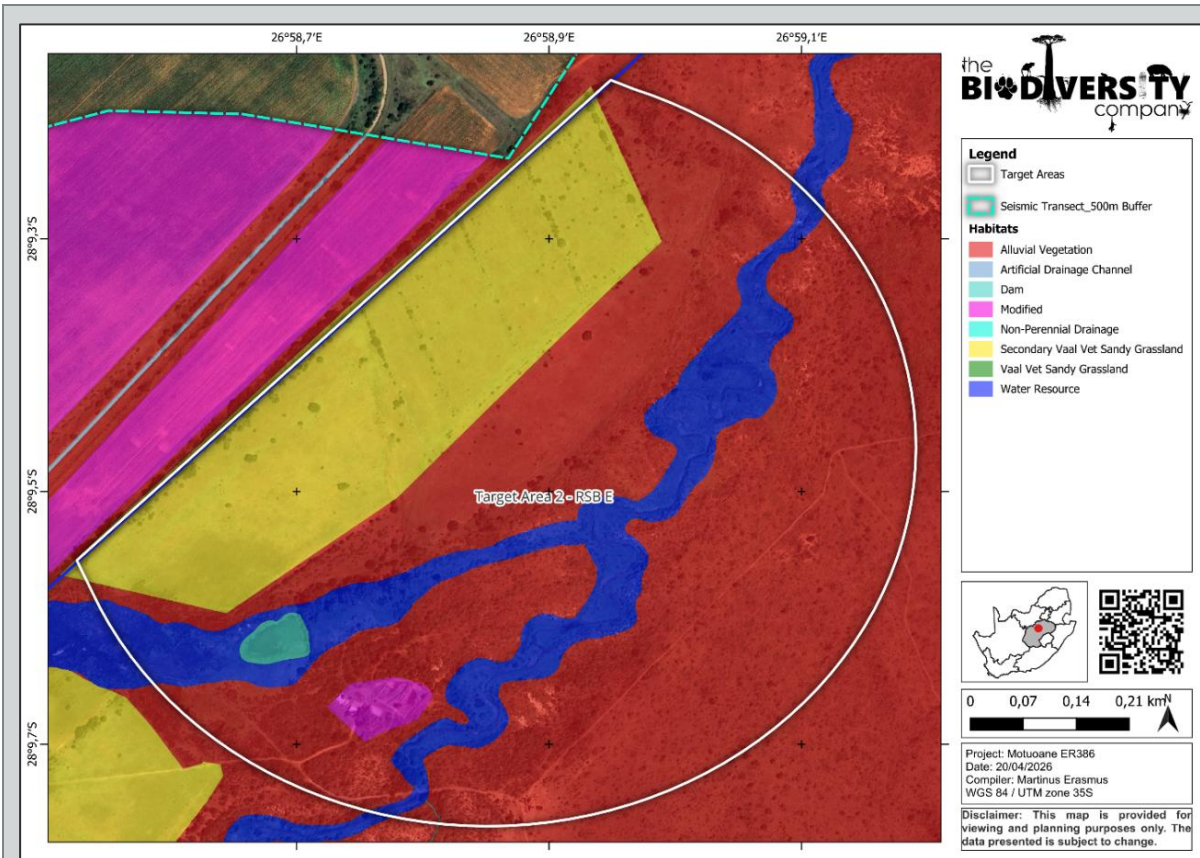 26°58,7'E
26°58,9'E
26°59,1'E
28°9,3'S
28°9,5'S
28°9,7'S
Target Area 2 - RSB E
the
BIODIVERSITY
company
Legend
Target Areas
Seismic Transect_500m Buffer
Habitats
Alluvial Vegetation
Artificial Drainage Channel
Dam
Modified
Non-Perennial Drainage
Secondary Vaal Vet Sandy Grassland
Vaal Vet Sandy Grassland
Water Resource
0 0,07 0,14 0,21 km
N
Project: Motuoane ER386
Date: 20/04/2026
Compiler: Martinus Erasmus
WGS 84 / UTM zone 35S
Disclaimer: This map is provided for
viewing and planning purposes only. The
data presented is subject to change.